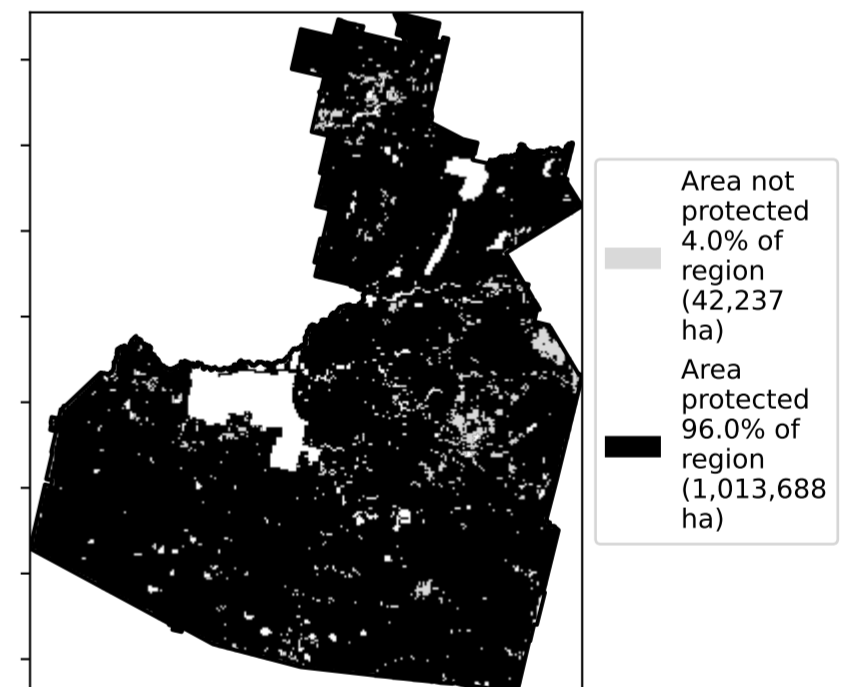 Area not
protected
4.0% of
region
(42,237
ha)
Area
protected
96.0% of
region
(1,013,688
ha)